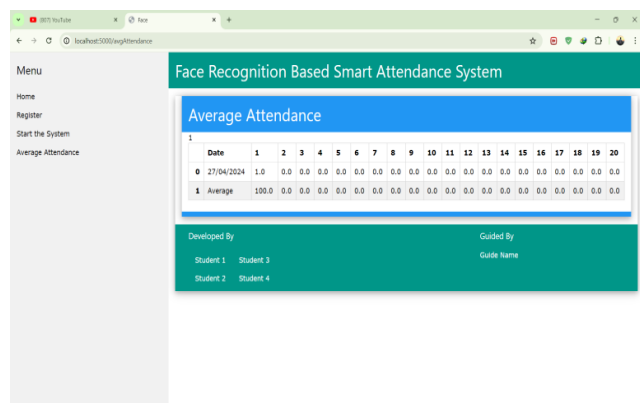 (307) YouTube
Face
localhost:5000/avgAttendance
Menu
Home
Register
Start the System
Average Attendance
Face Recognition Based Smart Attendance System
Average Attendance
1
Date 1 2 3 4 5 6 7 8 9 10 11 12 13 14 15 16 17 18 19 20
0 27/04/2024 1.0 0.0 0.0 0.0 0.0 0.0 0.0 0.0 0.0 0.0 0.0 0.0 0.0 0.0 0.0 0.0 0.0 0.0 0.0 0.0
1 Average 100.0 0.0 0.0 0.0 0.0 0.0 0.0 0.0 0.0 0.0 0.0 0.0 0.0 0.0 0.0 0.0 0.0 0.0 0.0 0.0
Developed By
Student 1 Student 3
Student 2 Student 4
Guided By
Guide Name